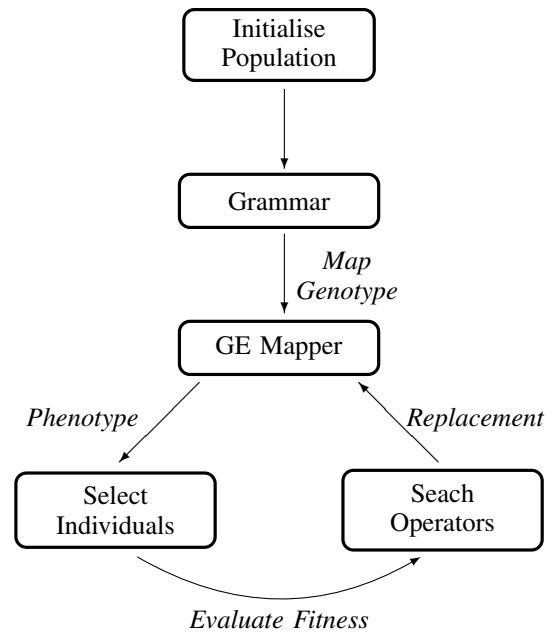 Initialise
Population
Grammar
Map
Genotype
GE Mapper
Phenotype
Replacement
Select
Individuals
Seach
Operators
Evaluate Fitness